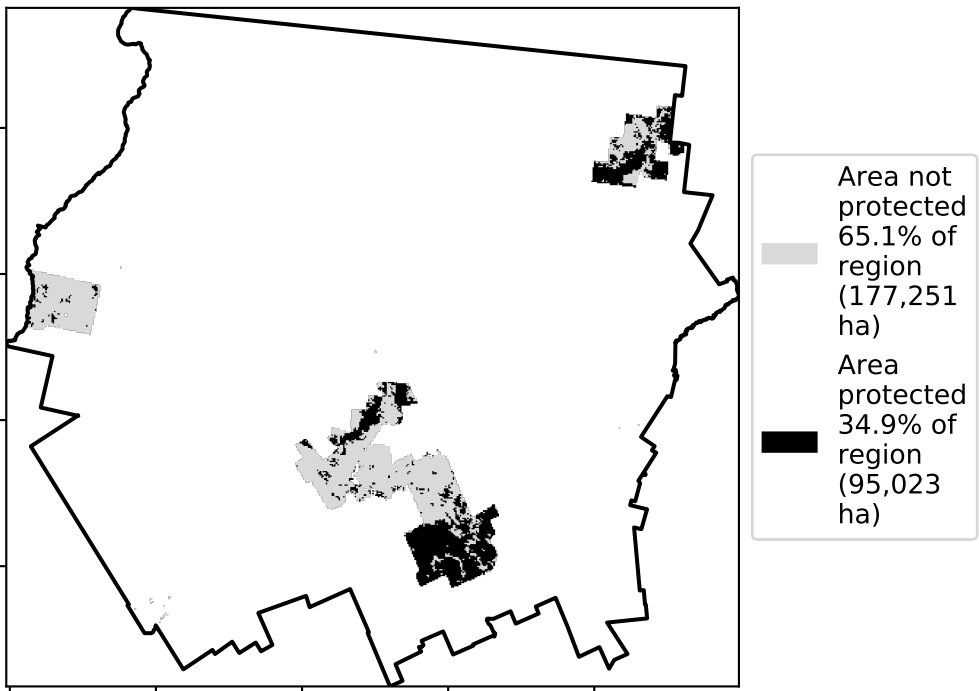 Area not
protected
65.1% of
region
(177,251
ha)
Area
protected
34.9% of
region
(95,023
ha)